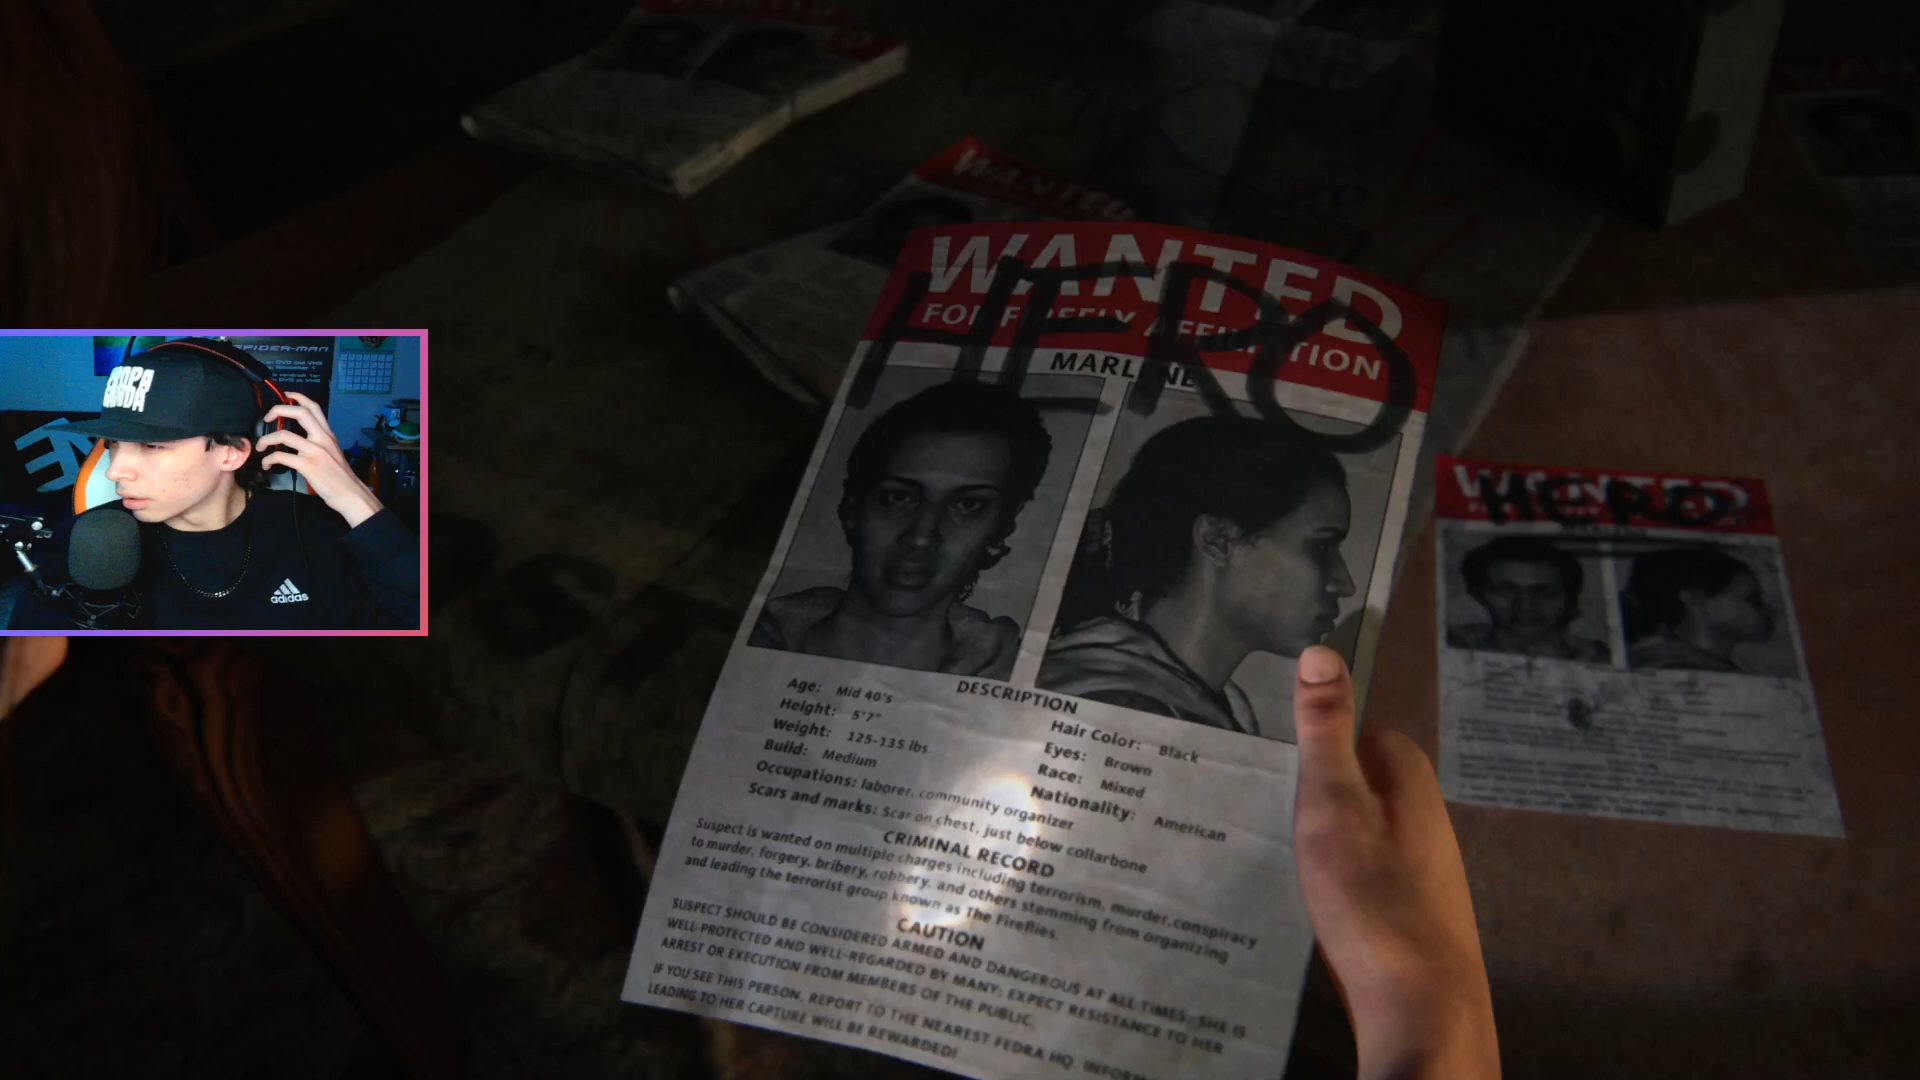 WANTED
WANTED
FOR FIREFLY AFFILIATION
HERO
MARLENE
DESCRIPTION
Age: Mid 40's
Height: 5'7"
Weight: 125-135 lbs.
Build: Medium
Hair Color: Black
Eyes: Brown
Race: Mixed
Nationality: American
Occupations: laborer, community organizer
Scars and marks: Scar on chest, just below collarbone
CRIMINAL RECORD
Suspect is wanted on multiple charges including terrorism, murder, conspiracy
to murder, forgery, bribery, robbery, and others stemming from organizing
and leading the terrorist group known as The Fireflies.
CAUTION
SUSPECT SHOULD BE CONSIDERED ARMED AND DANGEROUS AT ALL TIMES. SHE IS
WELL-PROTECTED AND WELL-REGARDED BY MANY; EXPECT RESISTANCE TO HER
ARREST OR EXECUTION FROM MEMBERS OF THE PUBLIC.
IF YOU SEE THIS PERSON, REPORT TO THE NEAREST FEDRA HQ.
LEADING TO HER CAPTURE WILL BE REWARDED!
WANTED
HERO
SPIDER-MAN
adidas